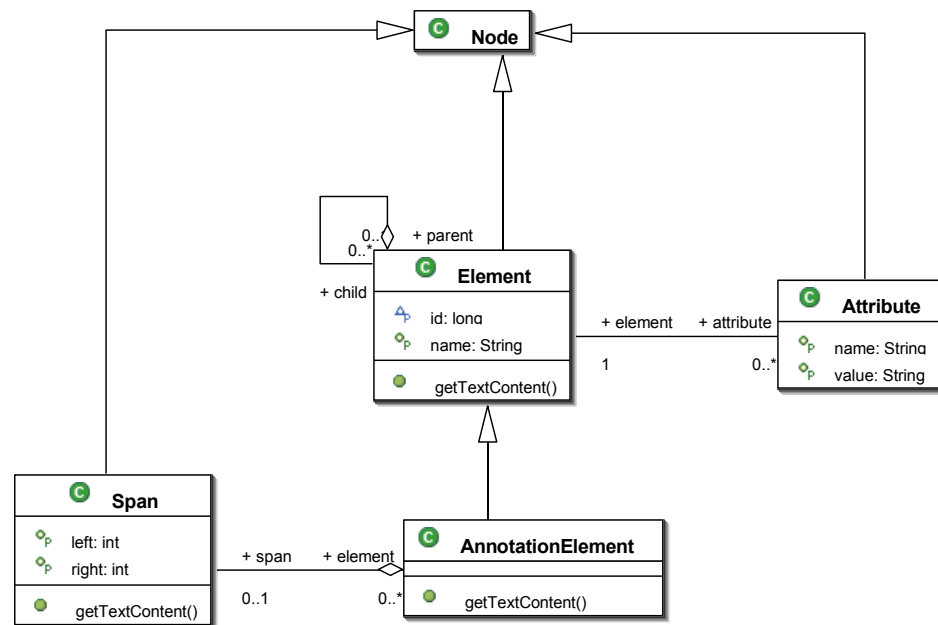 C Node
0..
+ parent
0..*
C Element
+ child
id: long
name: String
getTextContent()
+ element
+ attribute
1
0..*
C Attribute
name: String
value: String
C Span
left: int
right: int
getTextContent()
+ span
+ element
0..1
0..*
C AnnotationElement
getTextContent()